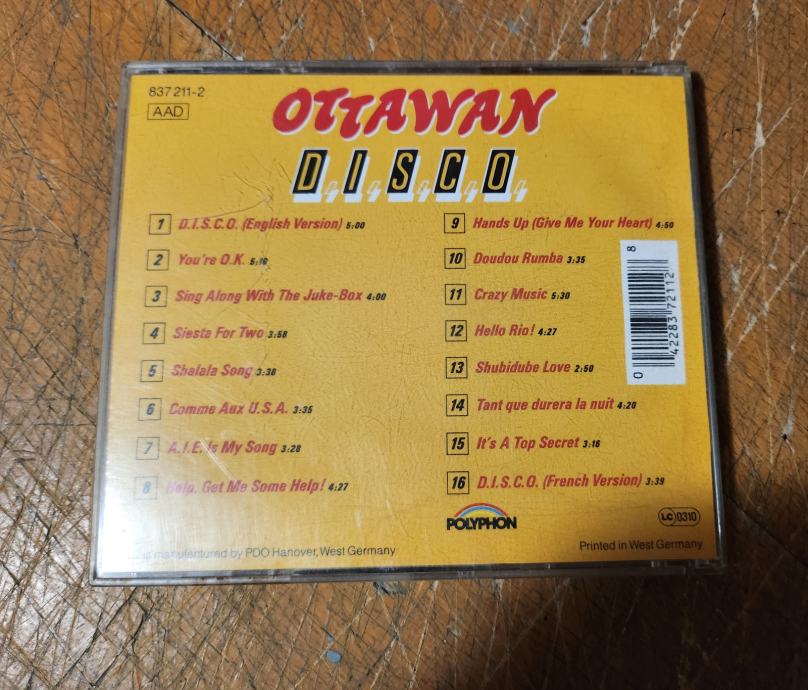 837 211-2
AAD
OTTAWAN
D.I.S.C.O.
1 D.I.S.C.O. (English Version) 5:00
2 You're O.K.
3 Sing Along With The Juke-Box 4:00
4 Siesta For Two 3:58
5 Shalala Song 3:38
6 Comme Aux U.S.A. 3:35
7 A.I.E. Is My Song 3:28
8 Help, Get Me Some Help! 4:27
9 Hands Up (Give Me Your Heart) 4:50
10 Doudou Rumba 3:35
11 Crazy Music 5:30
12 Hello Rio! 4:27
13 Shubidube Love 2:50
14 Tant que durera la nuit 4:20
15 It's A Top Secret 3:16
16 D.I.S.C.O. (French Version) 3:39
0 42283 72112 8
POLYPHON
LC 0310
manufactured by PDO Hanover, West Germany
Printed in West Germany